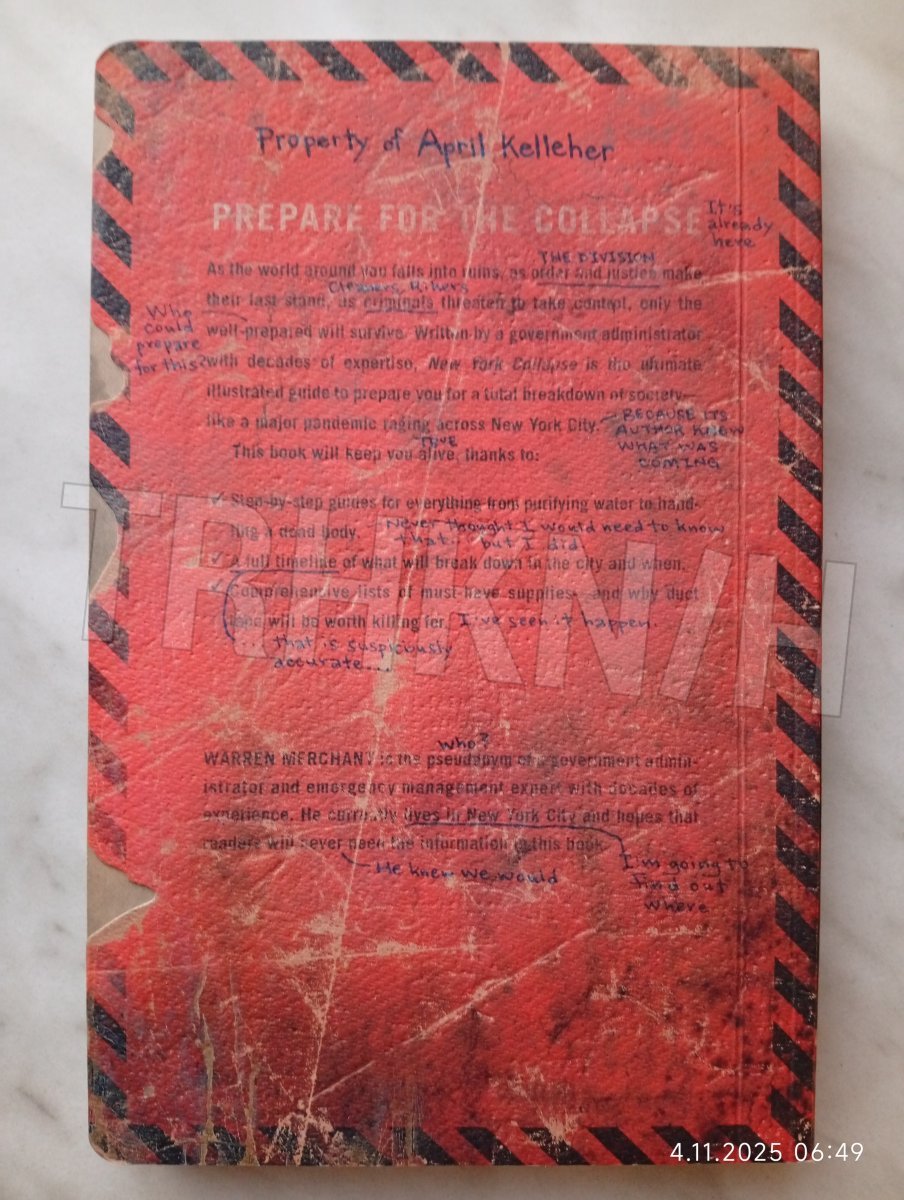 Property of April Kelleher
PREPARE FOR THE COLLAPSE
It's
already
here
THE DIVISION
As the world around you falls into ruins, as order and justice make
Cleaners, Rikers
their last stand, as criminals threaten to take control, only the
Who
could
prepare
for this?
well-prepared will survive. Written by a government administrator
with decades of expertise, New York Collapse is the ultimate
illustrated guide to prepare you for a total breakdown of society—
like a major pandemic raging across New York City.
BECAUSE ITS
AUTHOR KNEW
WHAT WAS
COMING
TRUE
This book will keep you alive, thanks to:
✓ Step-by-step guides for everything from purifying water to hand-
ling a dead body.
Never thought I would need to know
that... but I did.
✓ A full timeline of what will break down in the city and when.
✓ Comprehensive lists of must-have supplies—and why duct
tape will be worth killing for. I've seen it happen.
... that is suspiciously
accurate...
who?
WARREN MERCHANT is the pseudonym of a government admin-
istrator and emergency management expert with decades of
experience. He currently lives in New York City and hopes that
readers will never need the information in this book.
He knew we would
I'm going to
find out
where
TRHKN/H
4.11.2025 06:49